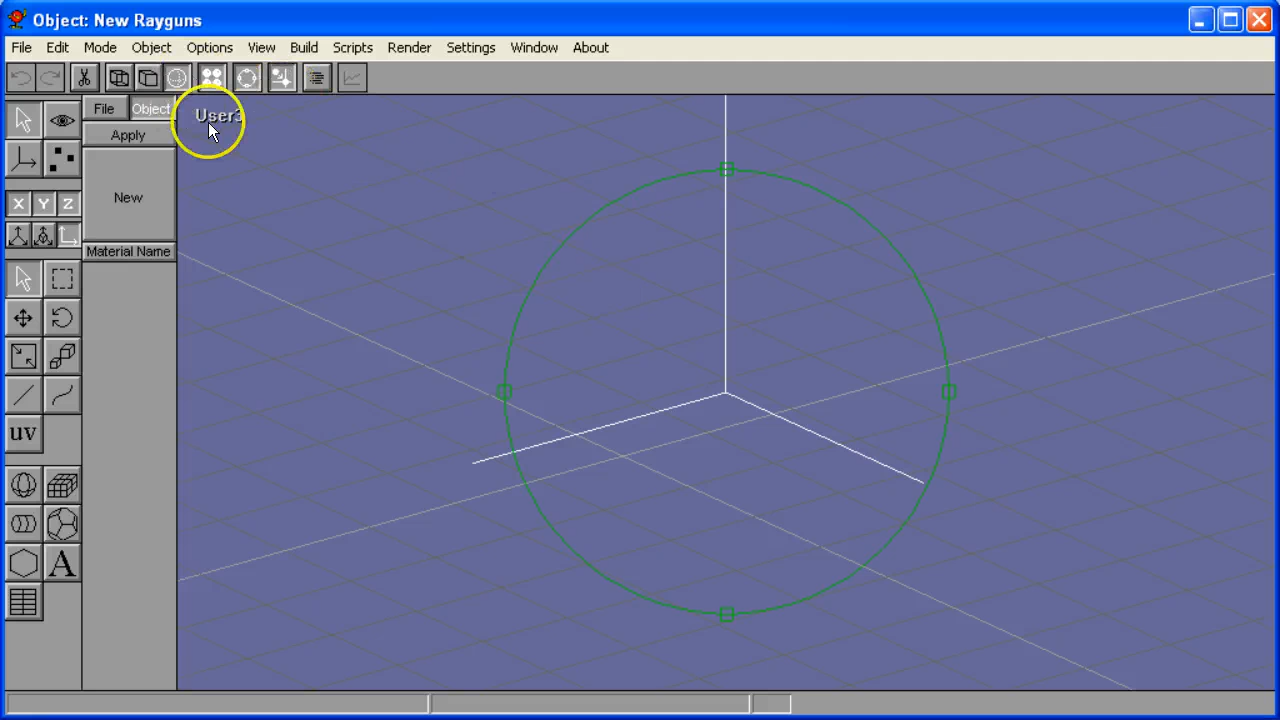 Object: New Rayguns
File Edit Mode Object Options View Build Scripts Render Settings Window About
File Object
User3
Apply
X Y Z
New
Material Name
uv
A